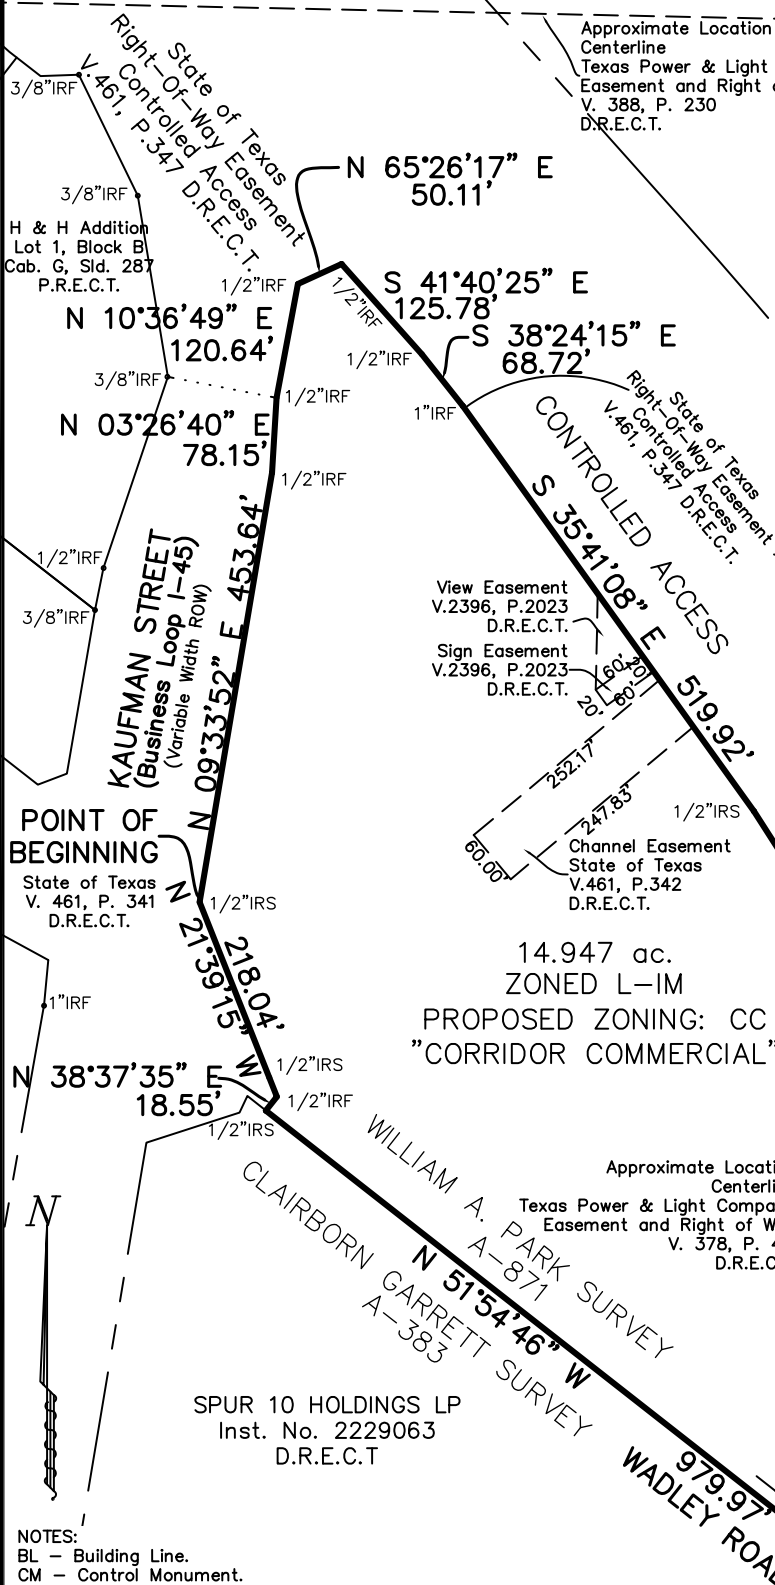 Approximate Location
Centerline
Texas Power & Light
Easement and Right
V. 388, P. 230
D.R.E.C.T.
State of Texas
Right-Of-Way Easement
Controlled Access
V.461, P.347 D.R.E.C.T.
3/8"IRF
3/8"IRF
N 65°26'17" E
50.11'
H & H Addition
Lot 1, Block B
Cab. G, Sld. 287
P.R.E.C.T.
1/2"IRF
1/2"IRF
S 41°40'25" E
125.78'
N 10°36'49" E
120.64'
S 38°24'15" E
68.72'
1/2"IRF
3/8"IRF
1/2"IRF
1"IRF
State of Texas
Right-Of-Way Easement
Controlled Access
V.461, P.347 D.R.E.C.T.
N 03°26'40" E
78.15'
1/2"IRF
CONTROLLED ACCESS
S 35°41'08" E 519.92'
1/2"IRF
3/8"IRF
KAUFMAN STREET
(Business Loop I-45)
(Variable Width ROW)
N 09°33'52" E 453.64'
View Easement
V.2396, P.2023
D.R.E.C.T.
Sign Easement
V.2396, P.2023
D.R.E.C.T.
60'
20'
60'
20'
252.17'
247.83'
60.00'
1/2"IRS
POINT OF
BEGINNING
State of Texas
V. 461, P. 341
D.R.E.C.T.
Channel Easement
State of Texas
V.461, P.342
D.R.E.C.T.
1/2"IRS
N 21°39'15" W
218.04'
14.947 ac.
ZONED L-IM
PROPOSED ZONING: CC
"CORRIDOR COMMERCIAL"
1"IRF
1/2"IRS
N 38°37'35" E
18.55'
1/2"IRF
1/2"IRS
WILLIAM A. PARK SURVEY
A-871
CLAIRBORN GARRETT SURVEY
A-383
Approximate
Texas Power & Light
Easement and Right of
V. 378, P.
N
N 51°54'46" W
979.97'
WADLEY
SPUR 10 HOLDINGS LP
Inst. No. 2229063
D.R.E.C.T
NOTES:
BL - Building Line.
CM - Control Monument.